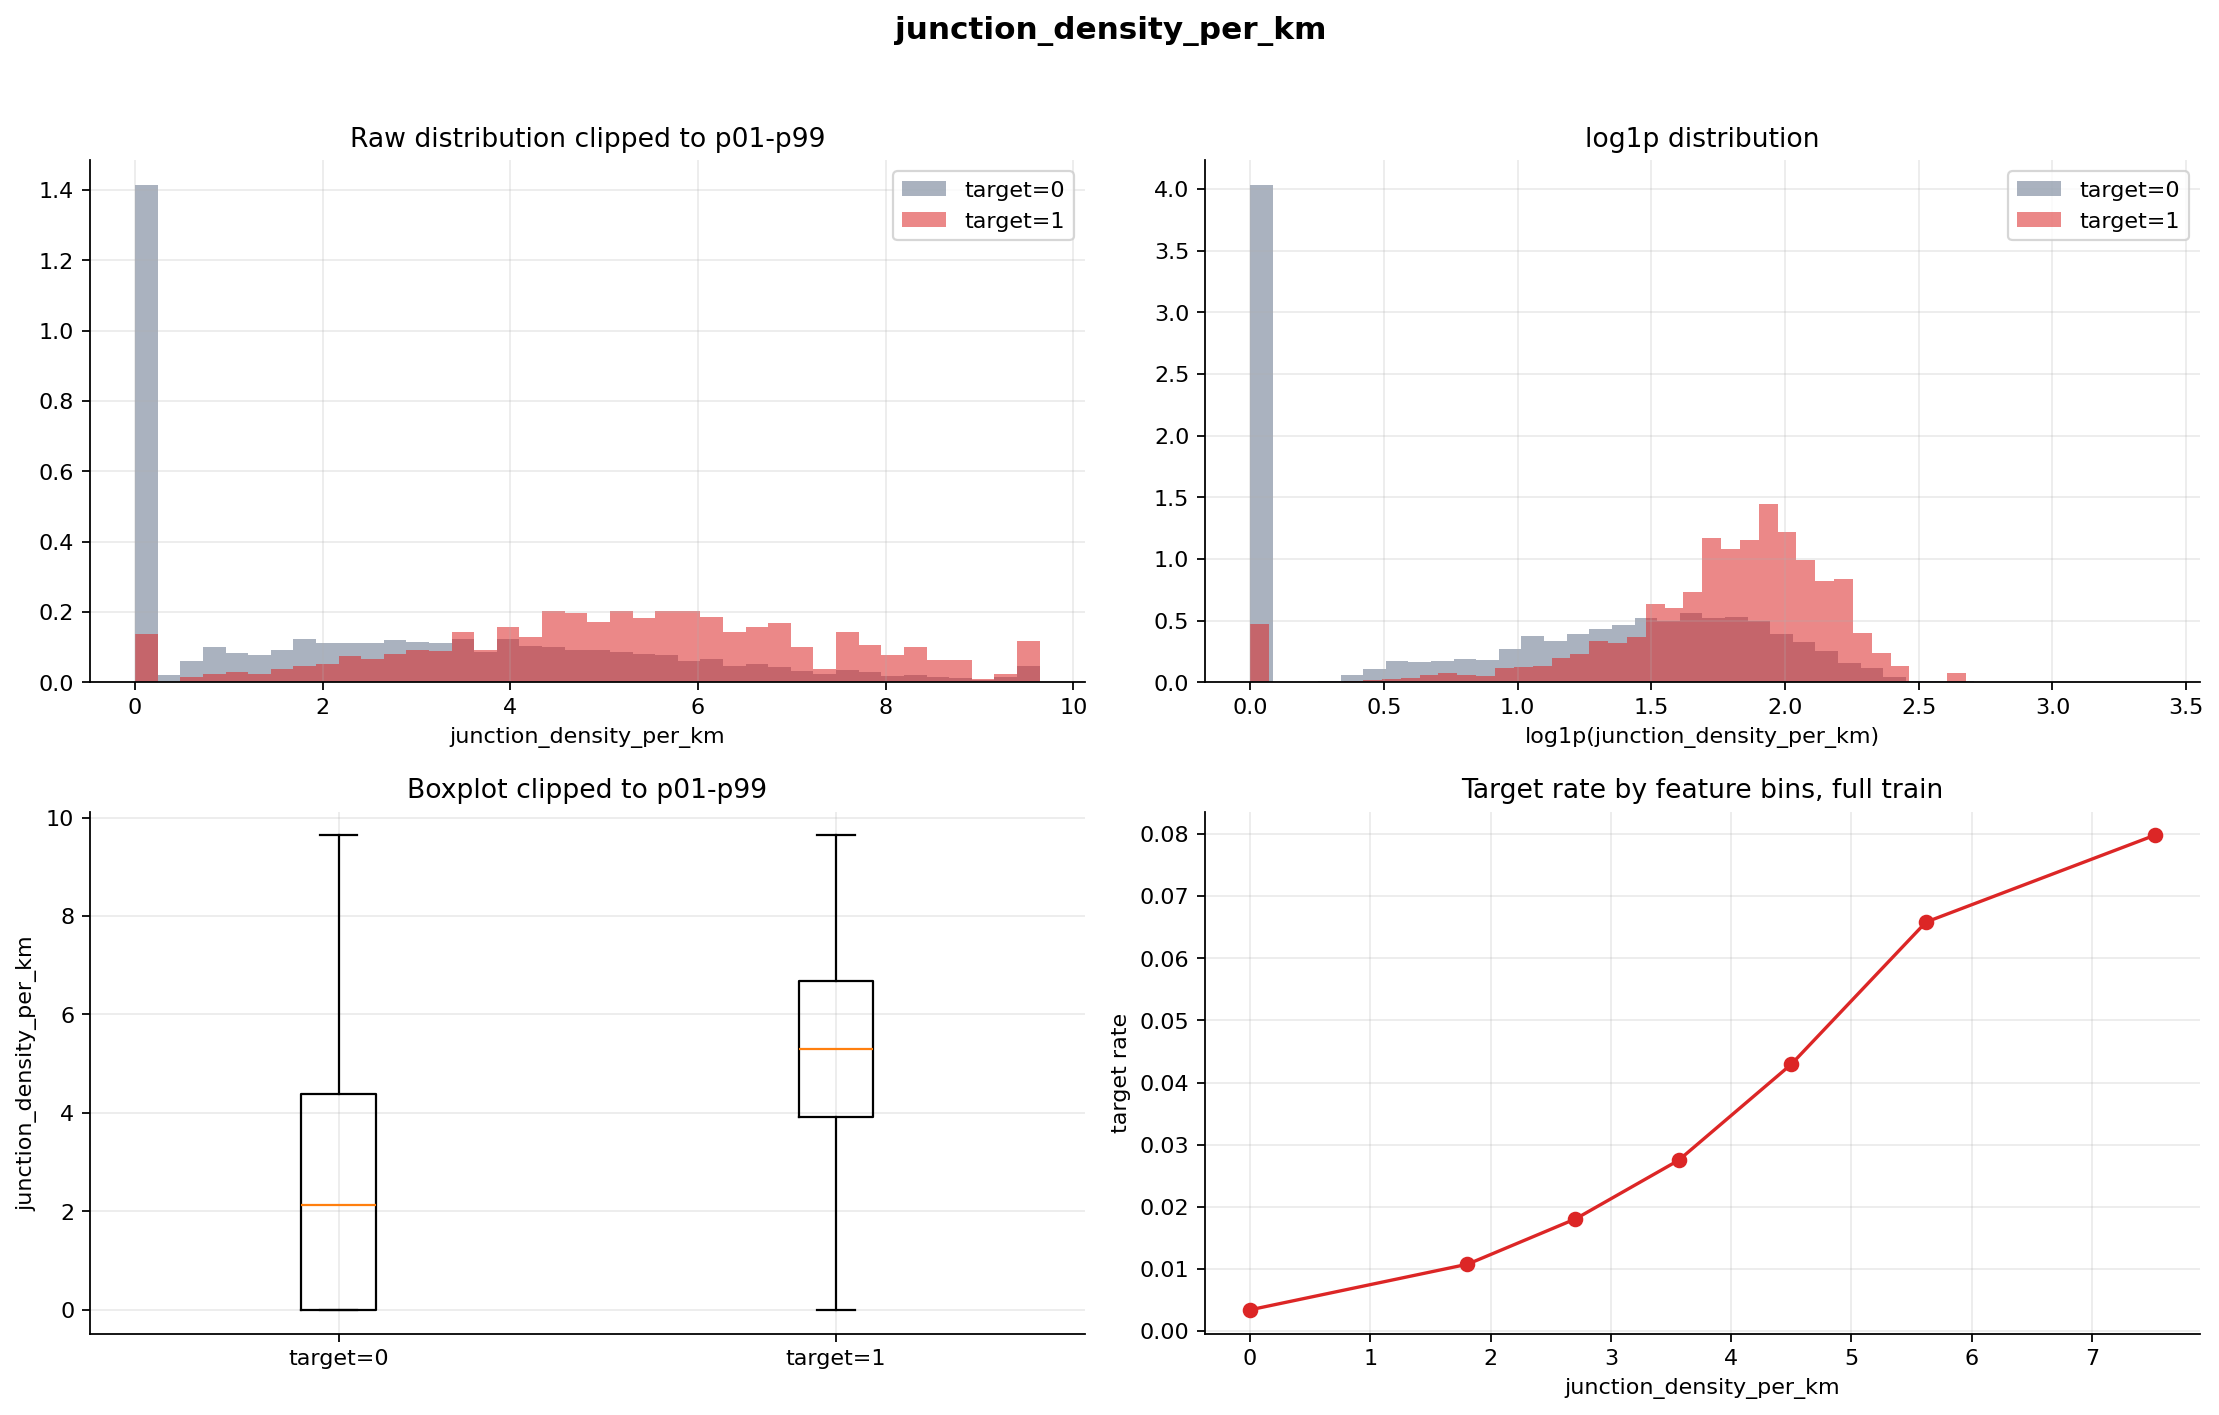 junction_density_per_km
Raw distribution clipped to p01-p99
1.4
1.2
1.0
0.8
0.6
0.4
0.2
0.0
target=0
target=1
0 2 4 6 8 10
junction_density_per_km
log1p distribution
4.0
3.5
3.0
2.5
2.0
1.5
1.0
0.5
0.0
target=0
target=1
0.0 0.5 1.0 1.5 2.0 2.5 3.0 3.5
log1p(junction_density_per_km)
Boxplot clipped to p01-p99
junction_density_per_km
10
8
6
4
2
0
target=0 target=1
Target rate by feature bins, full train
target rate
0.08
0.07
0.06
0.05
0.04
0.03
0.02
0.01
0.00
0 1 2 3 4 5 6 7
junction_density_per_km